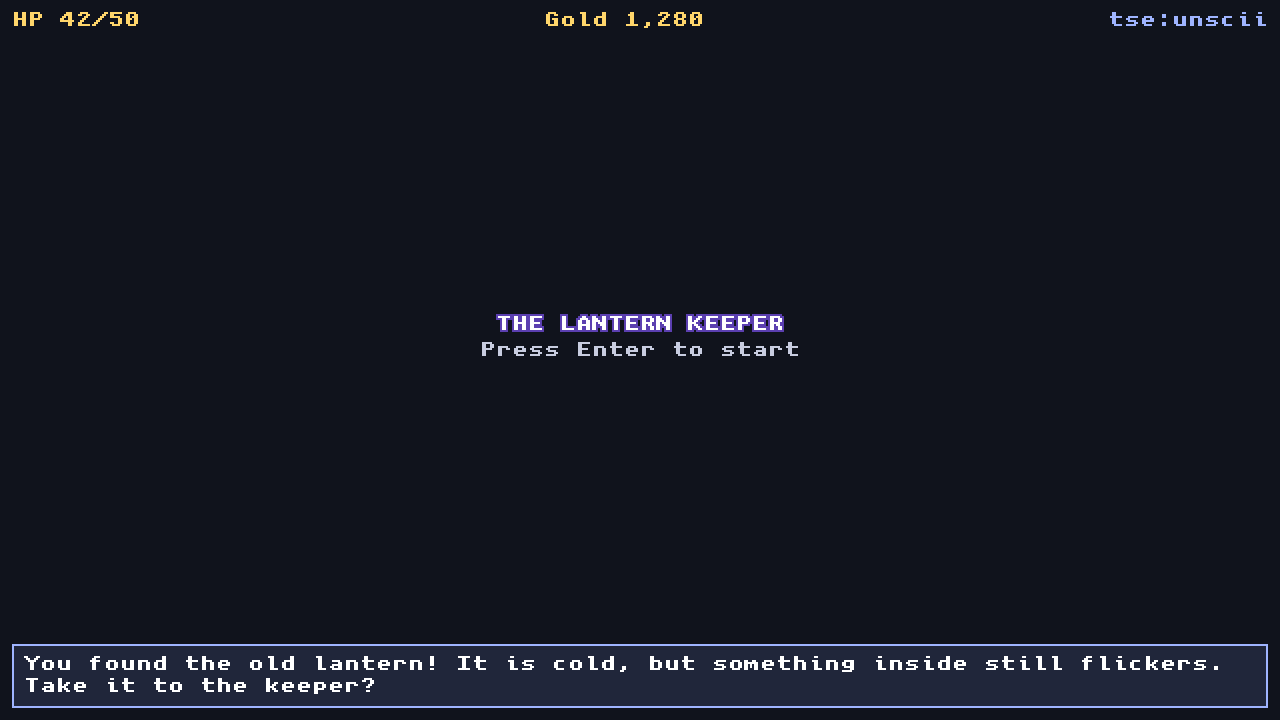 HP 42/50
Gold 1,280
tse:unscii
THE LANTERN KEEPER
Press Enter to start
You found the old lantern! It is cold, but something inside still flickers.
Take it to the keeper?